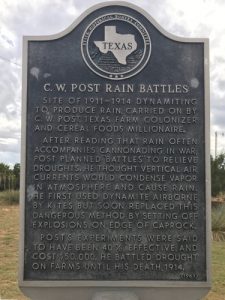 TEXAS
C. W. POST RAIN BATTLES
SITE OF 1911-1914 DYNAMITING
TO PRODUCE RAIN, CARRIED ON BY
C. W. POST, TEXAS FARM COLONIZER
AND CEREAL FOODS MILLIONAIRE.
AFTER READING THAT RAIN OFTEN
ACCOMPANIES CANNONADING IN WAR,
POST PLANNED "BATTLES" TO RELIEVE
DROUGHTS. HE THOUGHT VERTICAL AIR
CURRENTS WOULD CONDENSE VAPOR
IN ATMOSPHERE AND CAUSE RAIN.
HE FIRST USED DYNAMITE AIRBORNE
BY KITES BUT SOON REPLACED THIS
DANGEROUS METHOD BY SETTING OFF
EXPLOSIONS ON EDGE OF CAPROCK.
POST'S EXPERIMENTS WERE SAID
TO HAVE BEEN 40% EFFECTIVE AND
COST $50,000. HE BATTLED DROUGHT
ON FARMS UNTIL HIS DEATH, 1914.